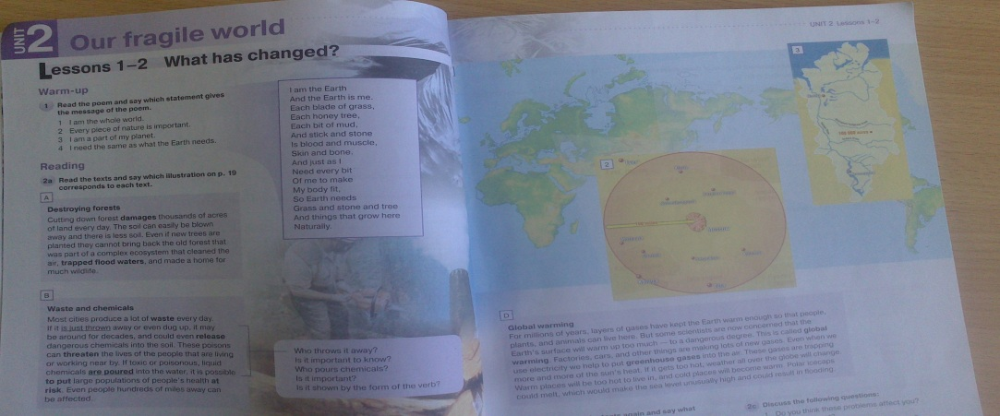 UNIT
2 Our fragile world
Lessons 1–2 What has changed?
Warm-up
1 Read the poem and say which statement gives
the message of the poem.
1 I am the whole world.
2 Every piece of nature is important.
3 I am a part of my planet.
4 I need the same as what the Earth needs.
Reading
2a Read the texts and say which illustration on p. 19
corresponds to each text.
A
Destroying forests
Cutting down forest damages thousands of acres
of land every day. The soil can easily be blown
away and there is less soil. Even if new trees are
planted they cannot bring back the old forest that
was part of a complex ecosystem that cleaned the
air, trapped flood waters, and made a home for
much wildlife.
B
Waste and chemicals
Most cities produce a lot of waste every day.
If it is just thrown away or even dug up, it may
be around for decades, and could even release
dangerous chemicals into the soil. These poisons
can threaten the lives of the people that are living
or working near by. If toxic or poisonous, liquid
chemicals are poured into the water, it is possible
to put large populations of people's health at
risk. Even people hundreds of miles away can
be affected.
I am the Earth
And the Earth is me.
Each blade of grass,
Each honey tree,
Each bit of mud,
And stick and stone
Is blood and muscle,
Skin and bone.
And just as I
Need every bit
Of me to make
My body fit,
So Earth needs
Grass and stone and tree
And things that grow here
Naturally.
Who throws it away?
Is it important to know?
Who pours chemicals?
Is it important?
Is it shown by the form of the verb?
UNIT 2 Lessons 1–2
3
2
D
Global warming
For millions of years, layers of gases have kept the Earth warm enough so that people,
plants, and animals can live here. But some scientists are now concerned that the
Earth's surface will warm up too much — to a dangerous degree. This is called global
warming. Factories, cars, and other things are making lots of new gases. Even when we
use electricity we help to put greenhouse gases into the air. These gases are trapping
more and more of the sun's heat. If it gets too hot, weather all over the globe will change.
Warm places will be too hot to live in, and cold places will become warm. Polar icecaps
could melt, which would make the sea level unusually high and could result in flooding.
again and say what
2c Discuss the following questions:
1 Do you think these problems affect you?